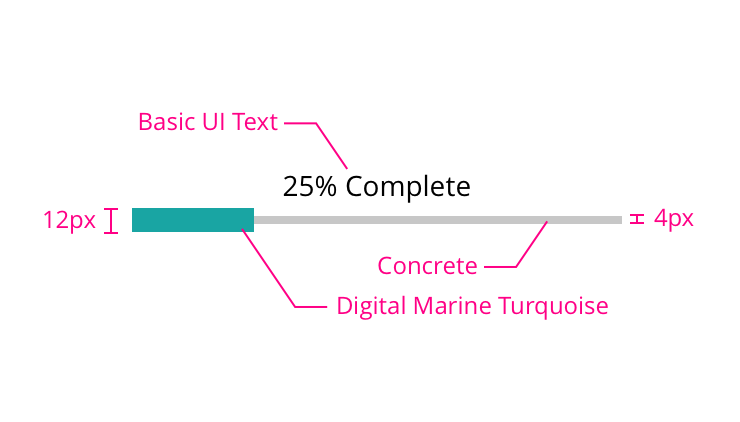 Basic UI Text
25% Complete
12px
4px
Concrete
Digital Marine Turquoise